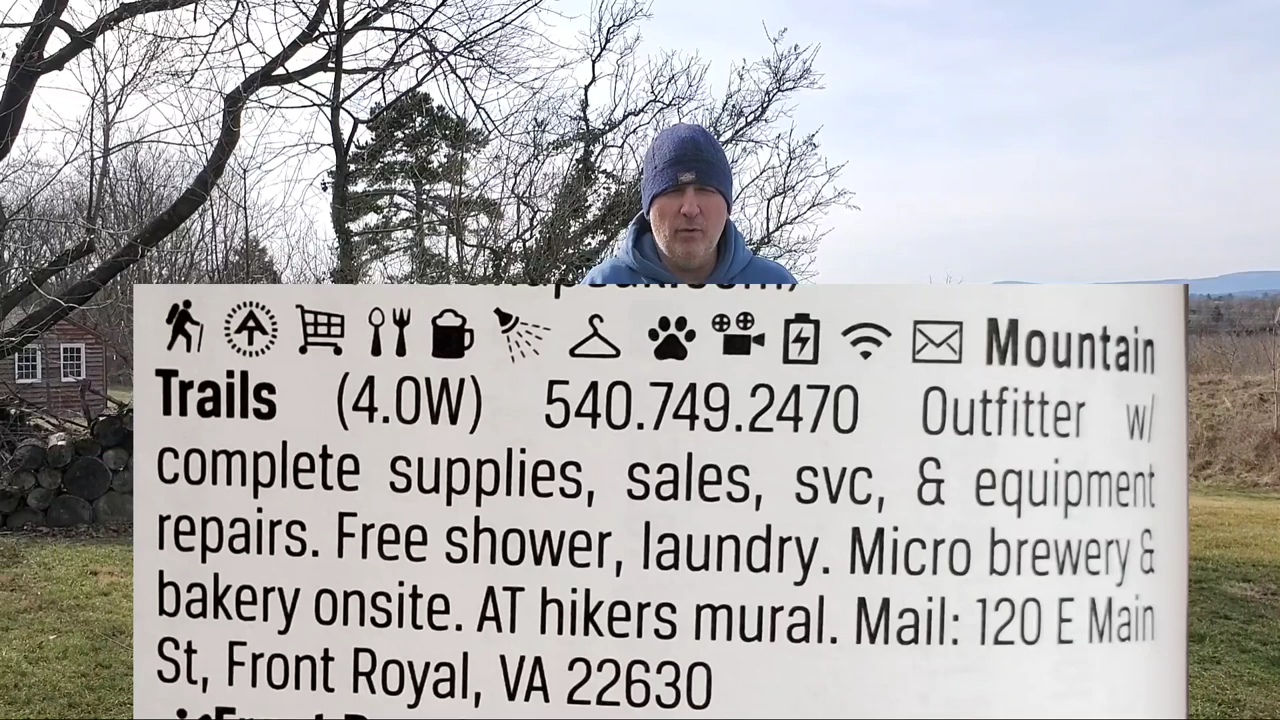 Mountain
Trails (4.0W) 540.749.2470 Outfitter w/
complete supplies, sales, svc, & equipment
repairs. Free shower, laundry. Micro brewery &
bakery onsite. AT hikers mural. Mail: 120 E Main
St, Front Royal, VA 22630